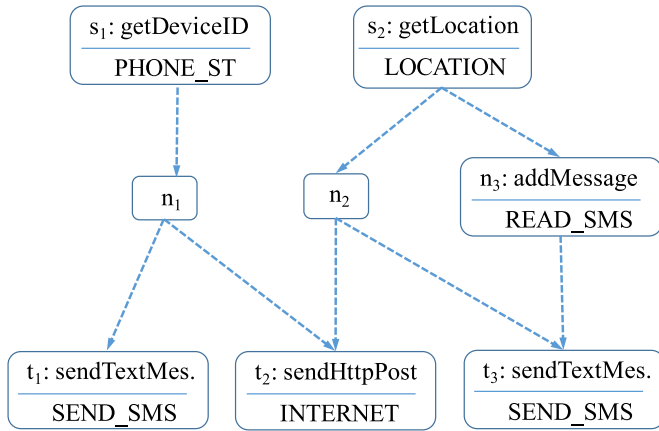 s₁: getDeviceID
PHONE_ST
s₂: getLocation
LOCATION
n₁
n₂
n₃: addMessage
READ_SMS
t₁: sendTextMes.
SEND_SMS
t₂: sendHttpPost
INTERNET
t₃: sendTextMes.
SEND_SMS